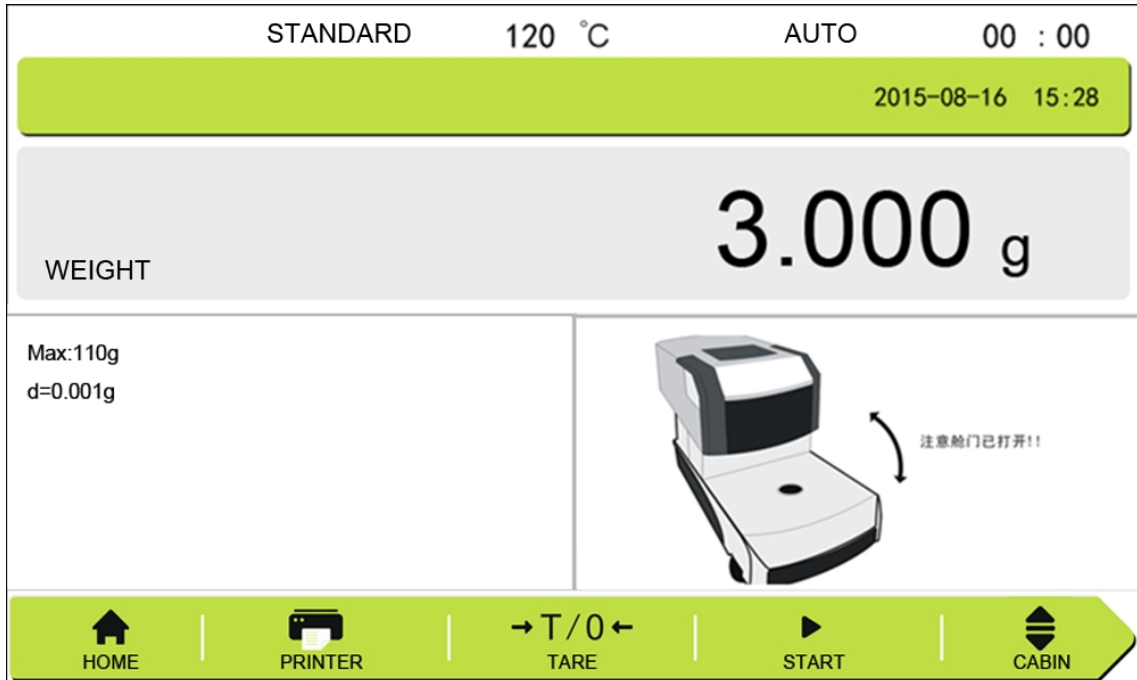 STANDARD 120 °C AUTO 00 : 00
2015-08-16 15:28
3.000 g
WEIGHT
Max:110g
d=0.001g
注意舱门已打开!!
→T/0←
HOME PRINTER TARE START CABIN